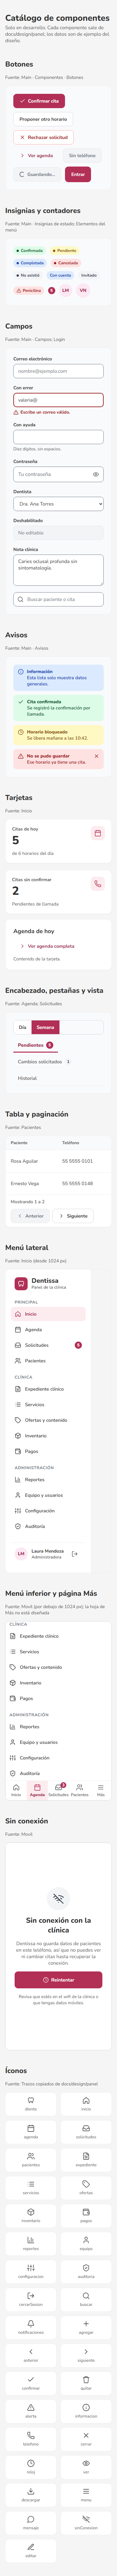 Catálogo de componentes
Solo en desarrollo. Cada componente sale de
docs/design/panel, los datos son de ejemplo del
diseño.
Botones
Fuente: Main · Componentes · Botones
Confirmar cita
Proponer otro horario
Rechazar solicitud
Ver agenda
Sin teléfono
Guardando...
Entrar
Insignias y contadores
Fuente: Main · Insignias de estado; Elementos del
menú
Confirmada
Pendiente
Completada
Cancelada
No asistió
Con cuenta
Invitado
Penicilina
5
LM
VN
Campos
Fuente: Main · Campos; Login
Correo electrónico
nombre@ejemplo.com
Con error
valeria@
Escribe un correo válido.
Con ayuda
Diez dígitos, sin espacios.
Contraseña
Tu contraseña
Dentista
Dra. Ana Torres
Deshabilitado
No editable
Nota clínica
Caries oclusal profunda sin
sintomatología.
Buscar paciente o cita
Avisos
Fuente: Main · Avisos
Información
Esta lista solo muestra datos
generales.
Cita confirmada
Se registró la confirmación por
llamada.
Horario bloqueado
Se libera mañana a las 10:42.
No se pudo guardar
Ese horario ya tiene una cita.
Tarjetas
Fuente: Inicio
Citas de hoy
5
de 6 horarios del día
Citas sin confirmar
2
Pendientes de llamada
Agenda de hoy
Ver agenda completa
Contenido de la tarjeta
Encabezado, pestañas y vista
Fuente: Agenda; Solicitudes
Día
Semana
Pendientes 5
Cambios solicitados 1
Historial
Tabla y paginación
Fuente: Pacientes
Paciente Teléfono
Rosa Aguilar 55 5555 0101
Ernesto Vega 55 5555 0148
Mostrando 1 a 2
Anterior
Siguiente
Menú lateral
Fuente: Inicio (desde 1024 px)
Dentissa
Panel de la clínica
PRINCIPAL
Inicio
Agenda
Solicitudes 5
Pacientes
CLÍNICA
Expediente clínico
Servicios
Ofertas y contenido
Inventario
Pagos
ADMINISTRACIÓN
Reportes
Equipo y usuarios
Configuración
Auditoría
LM
Laura Mendoza
Administradora
Menú inferior y página Más
Fuente: Movil (por debajo de 1024 px); la hoja de
Más no está diseñada
CLÍNICA
Expediente clínico
Servicios
Ofertas y contenido
Inventario
Pagos
ADMINISTRACIÓN
Reportes
Equipo y usuarios
Configuración
Auditoría
5
Inicio Agenda Solicitudes Pacientes Más
Sin conexión
Fuente: Movil
Sin conexión con la
clínica
Dentissa no guarda datos de pacientes
en este teléfono, así que no puedes ver
ni cambiar citas hasta recuperar la
conexión.
Reintentar
Revisa que estés en el wifi de la clínica o
que tengas datos móviles.
Íconos
Fuente: Trazos copiados de docs/design/panel
diente inicio
agenda solicitudes
pacientes expediente
servicios ofertas
inventario pagos
reportes equipo
configuracion auditoria
cerrarSesion buscar
notificaciones agregar
anterior siguiente
confirmar quitar
alerta informacion
telefono cerrar
reloj ver
descargar menu
mensaje sinConexion
editar